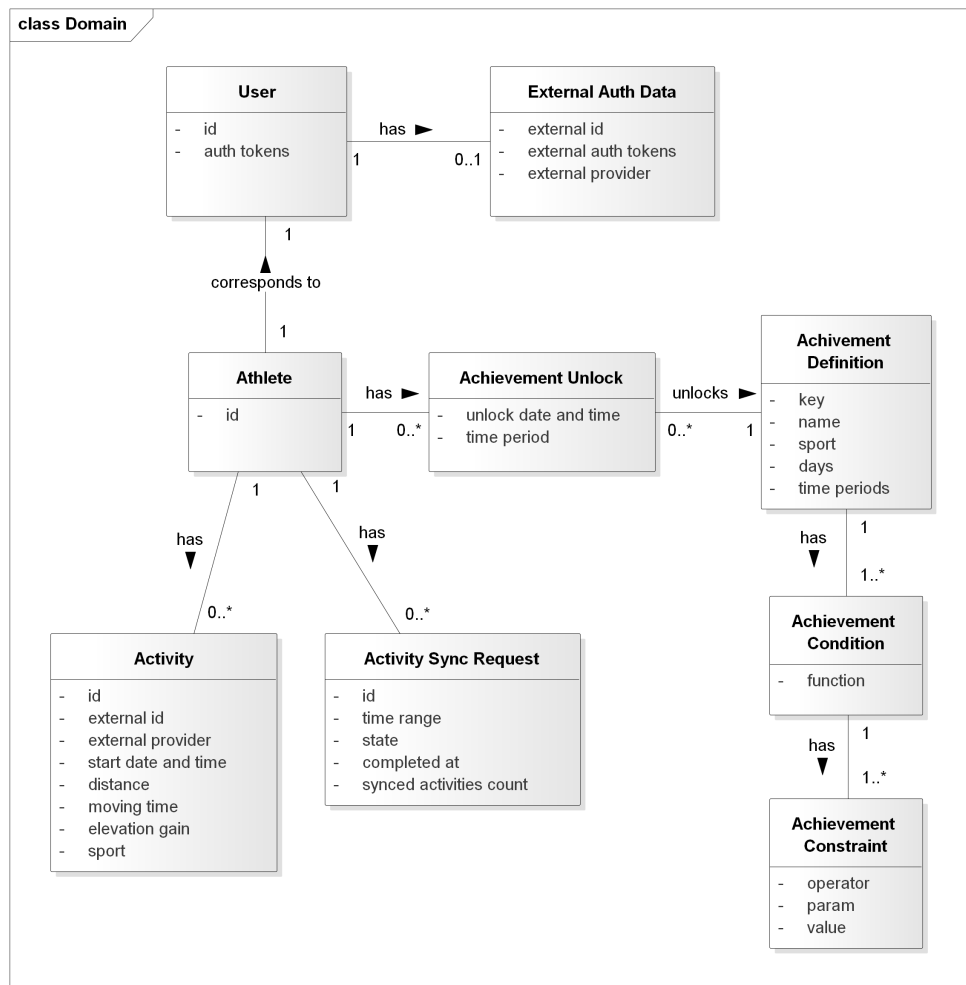 class Domain
User
- id
- auth tokens
has
1
0..1
External Auth Data
- external id
- external auth tokens
- external provider
1
corresponds to
1
Athlete
- id
has
1
0..*
Achievement Unlock
- unlock date and time
- time period
unlocks
0..*
1
Achivement
Definition
- key
- name
- sport
- days
- time periods
1
has
0..*
1
has
0..*
1
has
1..*
Activity
- id
- external id
- external provider
- start date and time
- distance
- moving time
- elevation gain
- sport
Activity Sync Request
- id
- time range
- state
- completed at
- synced activities count
Achievement
Condition
- function
1
has
1..*
Achievement
Constraint
- operator
- param
- value